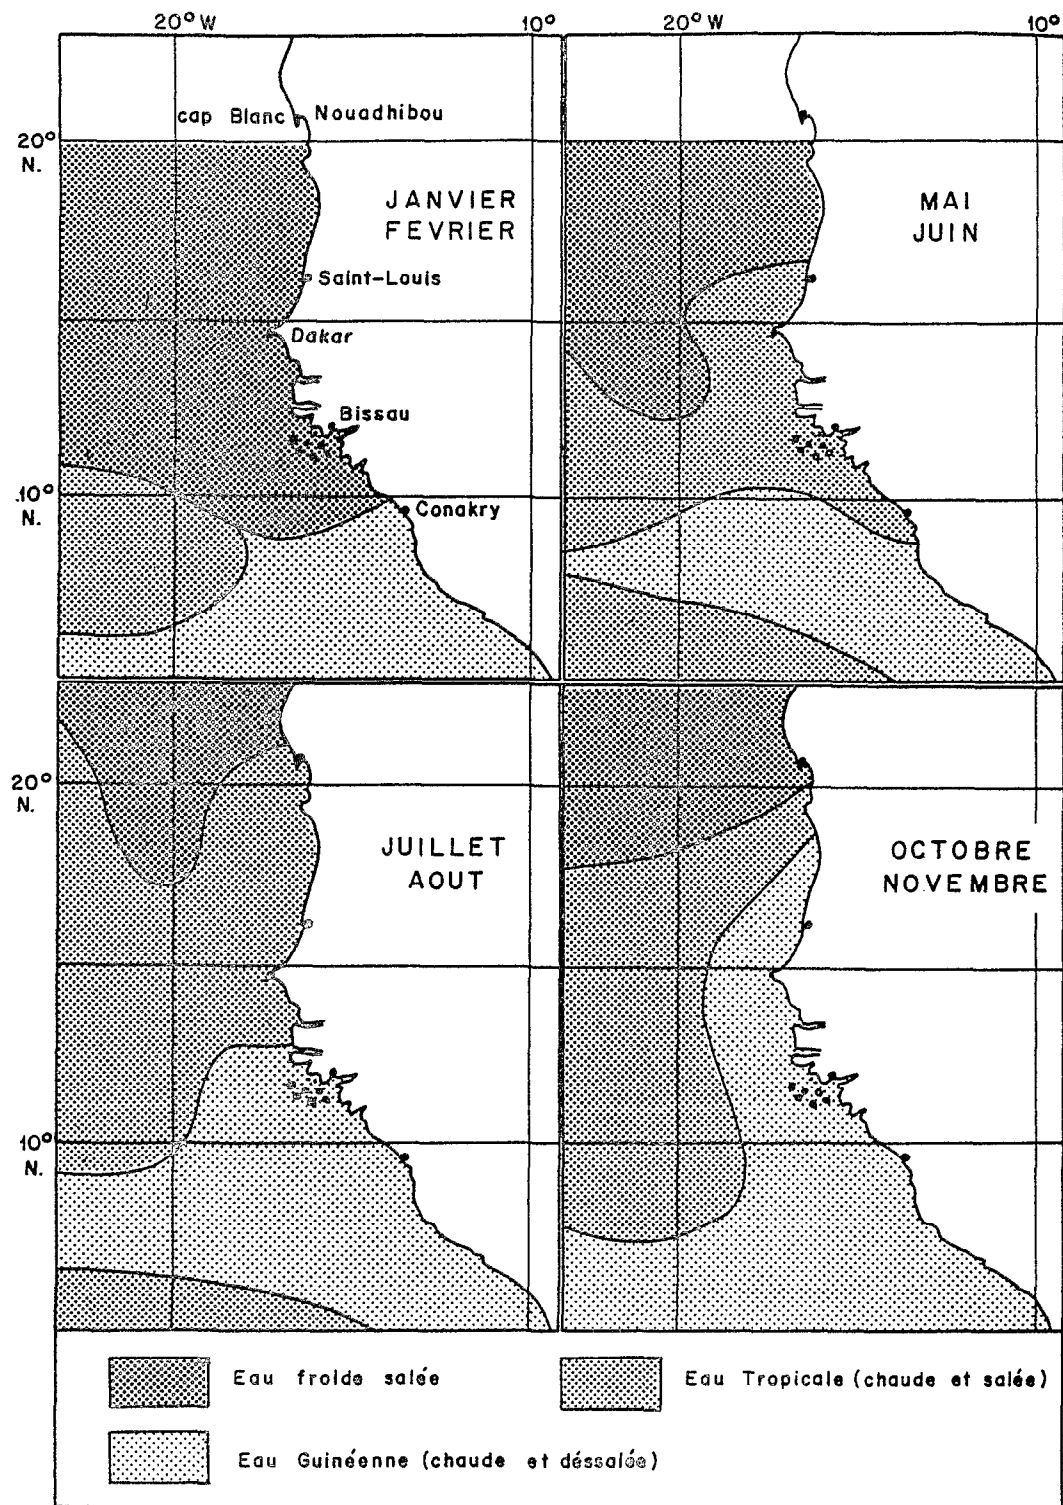 20° W 10° 20° W 10°
cap Blanc Nouadhibou
20°
N.
JANVIER
FEVRIER
MAI
JUIN
Saint-Louis
Dakar
Bissau
10°
N.
Conakry
20°
N.
JUILLET
AOUT
OCTOBRE
NOVEMBRE
10°
N.
Eau froide salée
Eau Tropicale (chaude et salée)
Eau Guinéenne (chaude et déssalée)